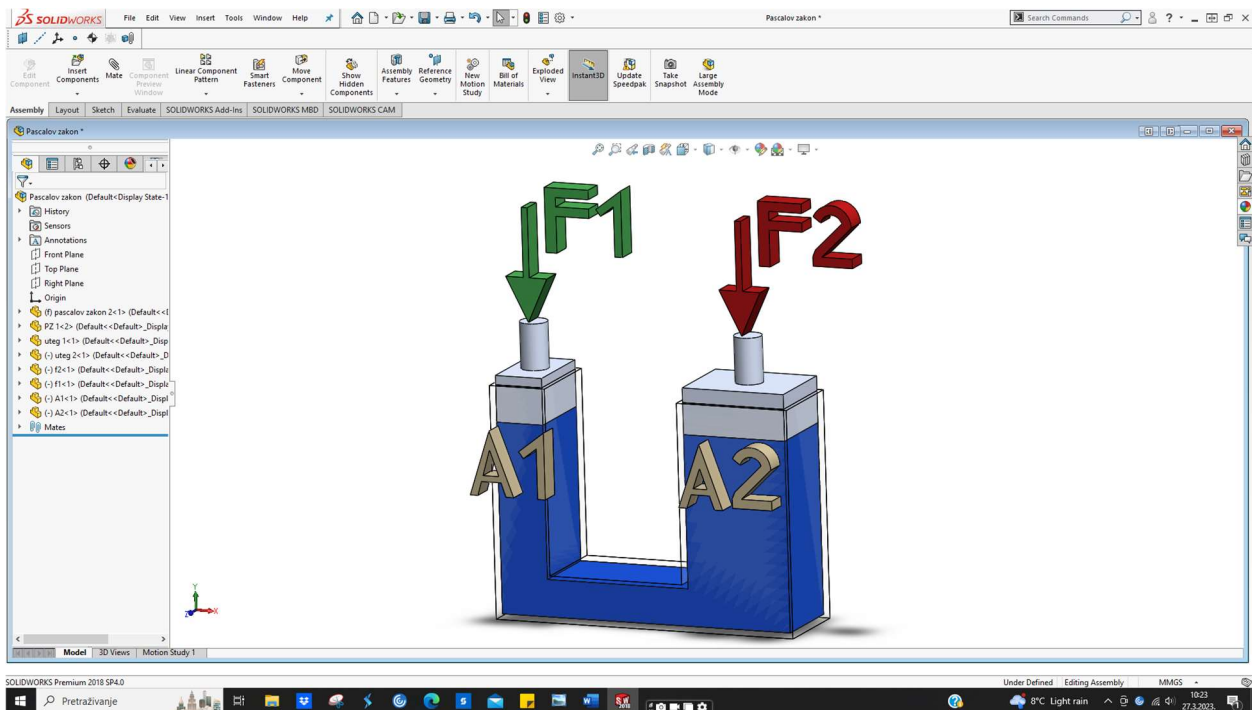 SOLIDWORKS File Edit View Insert Tools Window Help Pascalov zakon * Search Commands
Edit Component
Insert Components
Mate
Component Preview Window
Linear Component Pattern
Smart Fasteners
Move Component
Show Hidden Components
Assembly Features
Reference Geometry
New Motion Study
Bill of Materials
Exploded View
Instant3D
Update Speedpak
Take Snapshot
Large Assembly Mode
Assembly Layout Sketch Evaluate SOLIDWORKS Add-Ins SOLIDWORKS MBD SOLIDWORKS CAM
Pascalov zakon *
Pascalov zakon (Default<Display State-1
History
Sensors
Annotations
Front Plane
Top Plane
Right Plane
Origin
(f) pascalov zakon 2<1> (Default<<D
PZ 1<2> (Default<<Default>_Display
uteg 1<1> (Default<<Default>_Disp
(-) uteg 2<1> (Default<<Default>_D
(-) f2<1> (Default<<Default>_Displa
(-) f1<1> (Default<<Default>_Displa
(-) A1<1> (Default<<Default>_Displ
(-) A2<1> (Default<<Default>_Displ
Mates
F1 F2
A1 A2
Y
Z X
Model 3D Views Motion Study 1
SOLIDWORKS Premium 2018 SP4.0 Under Defined Editing Assembly MMGS
Pretraživanje 8°C Light rain 10:23
27.3.2023.